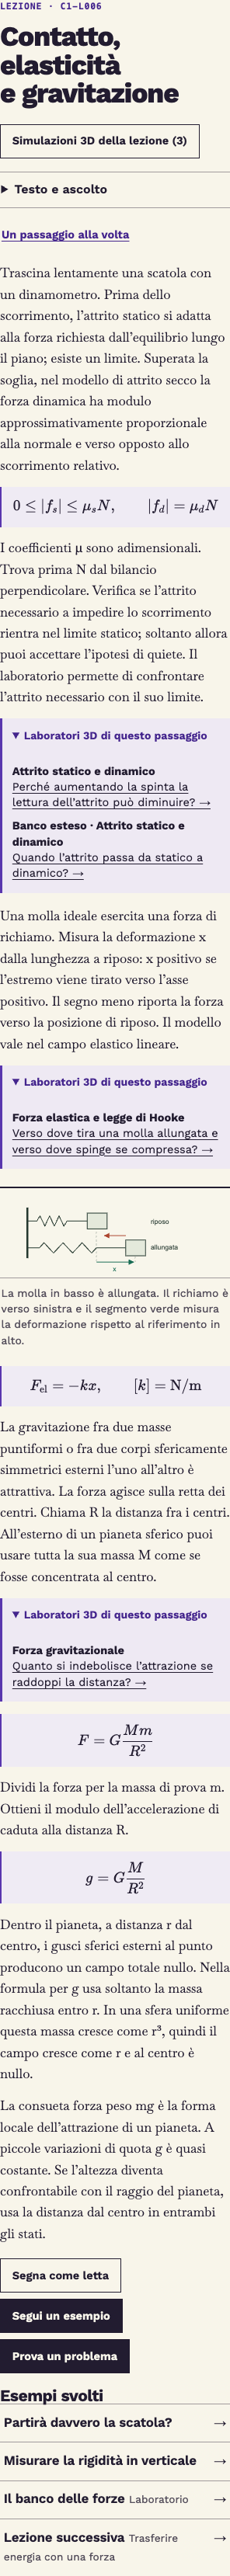 LEZIONE · C1-L006
Contatto,
elasticità
e gravitazione
Simulazioni 3D della lezione (3)
▶ Testo e ascolto
Un passaggio alla volta
Trascina lentamente una scatola con
un dinamometro. Prima dello
scorrimento, l’attrito statico si adatta
alla forza richiesta dall’equilibrio lungo
il piano; esiste un limite. Superata la
soglia, nel modello di attrito secco la
forza dinamica ha modulo
approssimativamente proporzionale
alla normale e verso opposto allo
scorrimento relativo.
0 ≤ |f_s| ≤ μ_s N, |f_d| = μ_d N
I coefficienti μ sono adimensionali.
Trova prima N dal bilancio
perpendicolare. Verifica se l’attrito
necessario a impedire lo scorrimento
rientra nel limite statico; soltanto allora
puoi accettare l’ipotesi di quiete. Il
laboratorio permette di confrontare
l’attrito necessario con il suo limite.
▼ Laboratori 3D di questo passaggio
Attrito statico e dinamico
Perché aumentando la spinta la
lettura dell’attrito può diminuire? →
Banco esteso · Attrito statico e
dinamico
Quando l’attrito passa da statico a
dinamico? →
Una molla ideale esercita una forza di
richiamo. Misura la deformazione x
dalla lunghezza a riposo: x positivo se
l’estremo viene tirato verso l’asse
positivo. Il segno meno riporta la forza
verso la posizione di riposo. Il modello
vale nel campo elastico lineare.
▼ Laboratori 3D di questo passaggio
Forza elastica e legge di Hooke
Verso dove tira una molla allungata e
verso dove spinge se compressa? →
riposo
allungata
x
La molla in basso è allungata. Il richiamo è
verso sinistra e il segmento verde misura
la deformazione rispetto al riferimento in
alto.
F_el = −kx, [k] = N/m
La gravitazione fra due masse
puntiformi o fra due corpi sfericamente
simmetrici esterni l’uno all’altro è
attrattiva. La forza agisce sulla retta dei
centri. Chiama R la distanza fra i centri.
All’esterno di un pianeta sferico puoi
usare tutta la sua massa M come se
fosse concentrata al centro.
▼ Laboratori 3D di questo passaggio
Forza gravitazionale
Quanto si indebolisce l’attrazione se
raddoppi la distanza? →
F = G Mm/R²
Dividi la forza per la massa di prova m.
Ottieni il modulo dell’accelerazione di
caduta alla distanza R.
g = G M/R²
Dentro il pianeta, a distanza r dal
centro, i gusci sferici esterni al punto
producono un campo totale nullo. Nella
formula per g usa soltanto la massa
racchiusa entro r. In una sfera uniforme
questa massa cresce come r³, quindi il
campo cresce come r e al centro è
nullo.
La consueta forza peso mg è la forma
locale dell’attrazione di un pianeta. A
piccole variazioni di quota g è quasi
costante. Se l’altezza diventa
confrontabile con il raggio del pianeta,
usa la distanza dal centro in entrambi
gli stati.
Segna come letta
Segui un esempio
Prova un problema
Esempi svolti
Partirà davvero la scatola? →
Misurare la rigidità in verticale →
Il banco delle forze Laboratorio →
Lezione successiva Trasferire →
energia con una forza